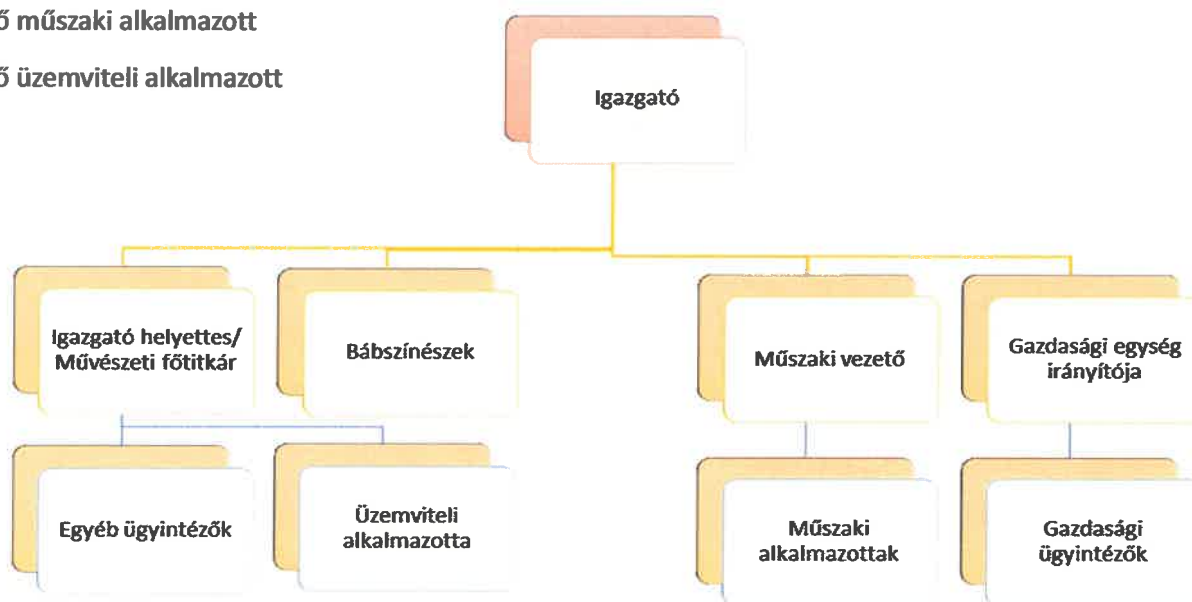 ő műszaki alkalmazott
ő üzemviteli alkalmazott
Igazgató
Igazgató helyettes/
Művészeti főtitkár
Bábszínészek
Műszaki vezető
Gazdasági egység
irányítója
Egyéb ügyintézők
Üzemviteli
alkalmazotta
Műszaki
alkalmazottak
Gazdasági
ügyintézők